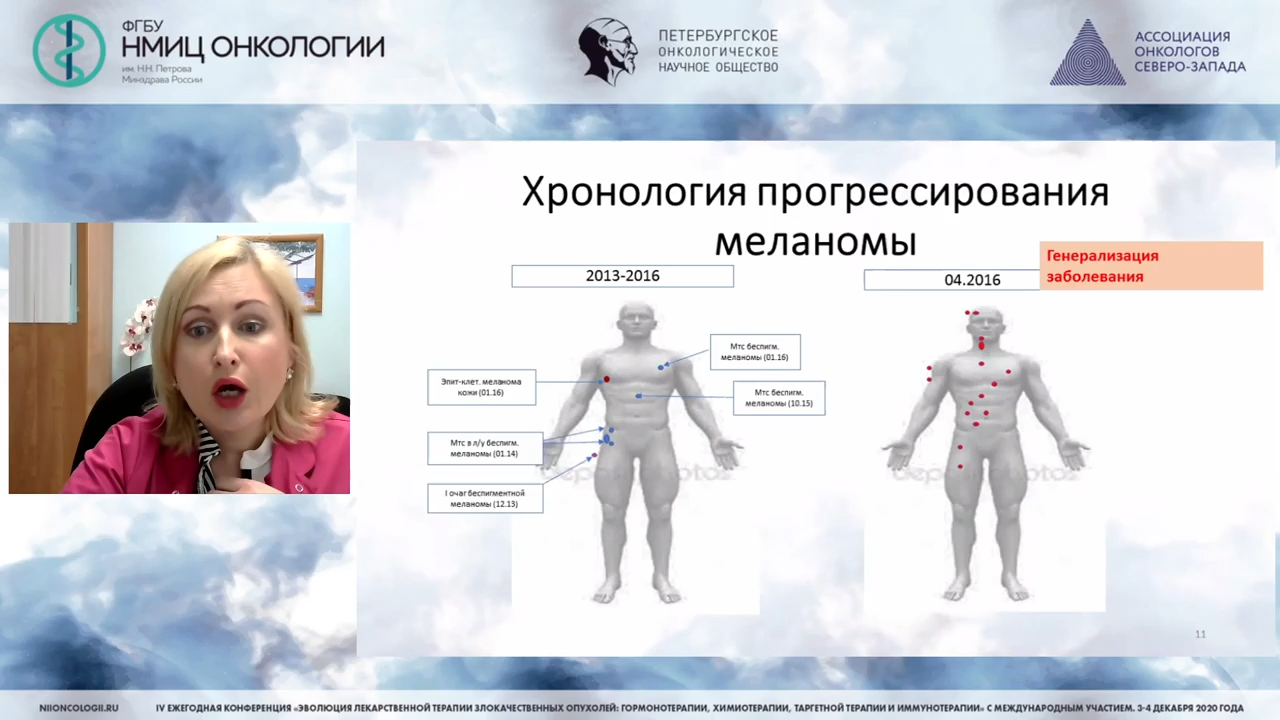 ФГБУ
НМИЦ ОНКОЛОГИИ
им. Н.Н. Петрова
Минздрава России
ПЕТЕРБУРГСКОЕ
ОНКОЛОГИЧЕСКОЕ
НАУЧНОЕ ОБЩЕСТВО
АССОЦИАЦИЯ
ОНКОЛОГОВ
СЕВЕРО-ЗАПАДА
Хронология прогрессирования
меланомы
2013-2016
04.2016
Генерализация
заболевания
Мтс беспигм.
меланомы (01.16)
Эпит-клет. меланома
кожи (01.16)
Мтс беспигм.
меланомы (10.15)
Мтс в л/у беспигм.
меланомы (01.14)
I очаг беспигментной
меланомы (12.13)
11
NIIONCOLOGII.RU
IV ЕЖЕГОДНАЯ КОНФЕРЕНЦИЯ «ЭВОЛЮЦИЯ ЛЕКАРСТВЕННОЙ ТЕРАПИИ ЗЛОКАЧЕСТВЕННЫХ ОПУХОЛЕЙ: ГОРМОНОТЕРАПИИ, ХИМИОТЕРАПИИ, ТАРГЕТНОЙ ТЕРАПИИ И ИММУНОТЕРАПИИ» С МЕЖДУНАРОДНЫМ УЧАСТИЕМ. 3-4 ДЕКАБРЯ 2020 ГОДА